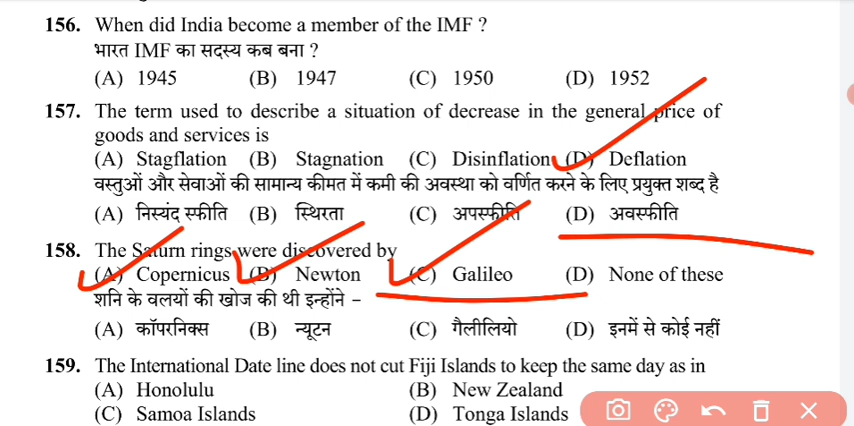 156. When did India become a member of the IMF ?
भारत IMF का सदस्य कब बना ?
(A) 1945 (B) 1947 (C) 1950 (D) 1952
157. The term used to describe a situation of decrease in the general price of
goods and services is
(A) Stagflation (B) Stagnation (C) Disinflation (D) Deflation
वस्तुओं और सेवाओं की सामान्य कीमत में कमी की अवस्था को वर्णित करने के लिए प्रयुक्त शब्द है
(A) निस्यंद स्फीति (B) स्थिरता (C) अपस्फीति (D) अवस्फीति
158. The Saturn rings were discovered by
(A) Copernicus (B) Newton (C) Galileo (D) None of these
शनि के वलयों की खोज की थी इन्होंने –
(A) कॉपरनिक्स (B) न्यूटन (C) गैलीलियो (D) इनमें से कोई नहीं
159. The International Date line does not cut Fiji Islands to keep the same day as in
(A) Honolulu (B) New Zealand
(C) Samoa Islands (D) Tonga Islands